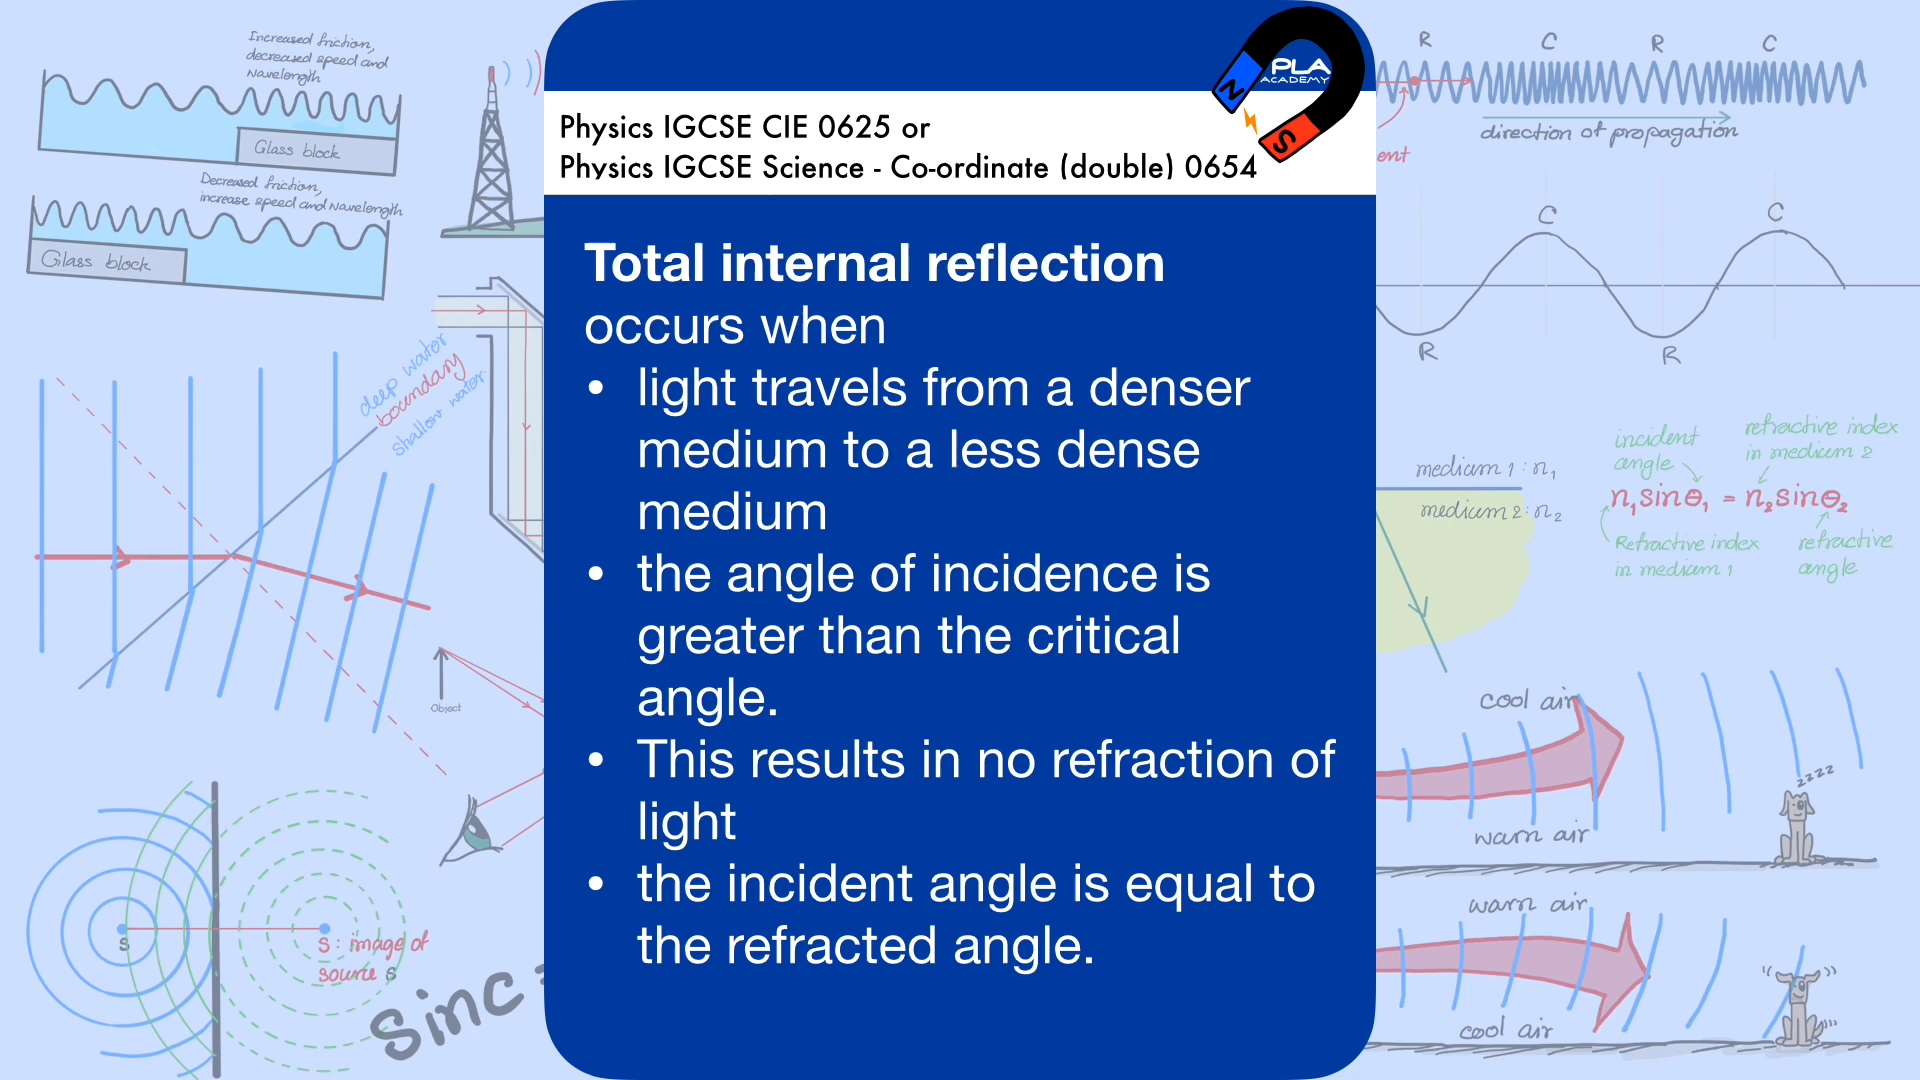 Increased friction,
decreased speed and
wavelength
Glass block
Decreased friction,
increase speed and wavelength
Glass block
deep water
boundary
shallow water
Object
S
S : image of
source S
Sinc
PLA
ACADEMY
N
S
Physics IGCSE CIE 0625 or
Physics IGCSE Science - Co-ordinate (double) 0654
Total internal reflection
occurs when
• light travels from a denser
medium to a less dense
medium
• the angle of incidence is
greater than the critical
angle.
• This results in no refraction of
light
• the incident angle is equal to
the refracted angle.
R C R C
direction of propagation
ent
C C
R R
medium 1 : n₁
medium 2 : n₂
incident
angle
refractive index
in medium 2
n₁sinθ₁ = n₂sinθ₂
Refractive index
in medium 1
refractive
angle
cool air
zzzz
warm air
warm air
cool air